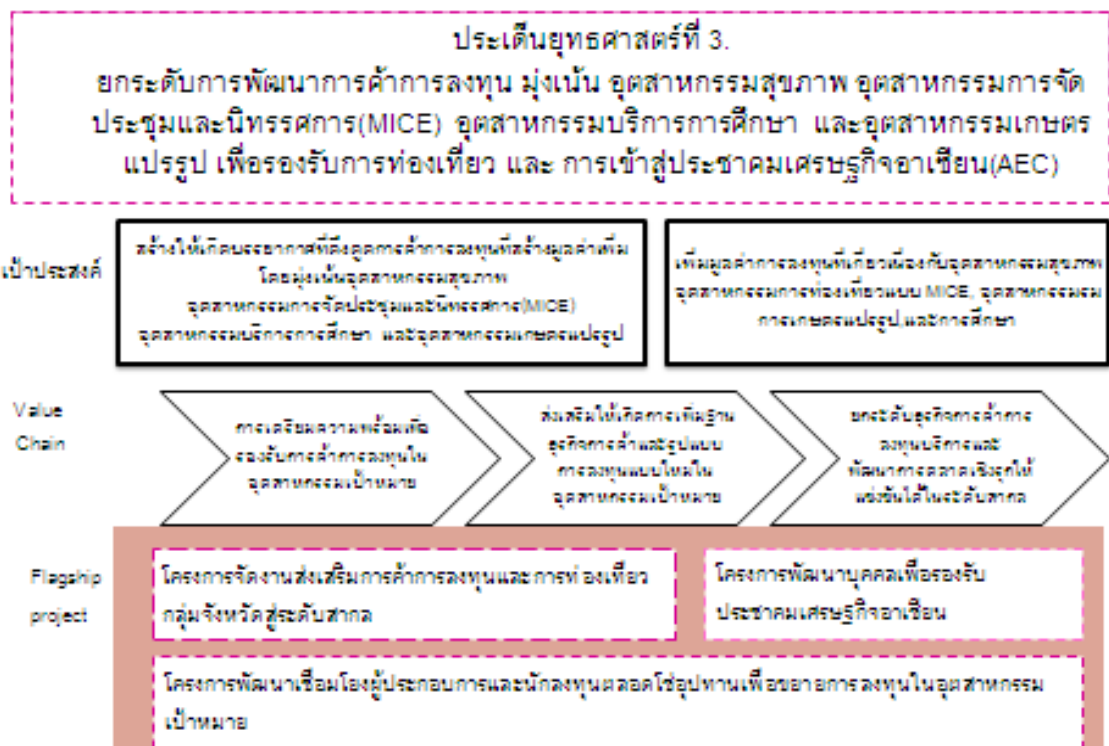 ประเด็นยุทธศาสตร์ที่ 3.
ยกระดับการพัฒนาการค้าการลงทุน มุ่งเน้น อุตสาหกรรมสุขภาพ อุตสาหกรรมการจัด
ประชุมและนิทรรศการ(MICE) อุตสาหกรรมบริการการศึกษา และอุตสาหกรรมเกษตร
แปรรูป เพื่อรองรับการท่องเที่ยว และ การเข้าสู่ประชาคมเศรษฐกิจอาเซียน(AEC)
เป้าประสงค์
สร้างให้เกิดบรรยากาศที่ดึงดูดการค้าการลงทุนที่สร้างมูลค่าเพิ่ม
โดยมุ่งเน้นอุตสาหกรรมสุขภาพ
อุตสาหกรรมการจัดประชุมและนิทรรศการ(MICE)
อุตสาหกรรมบริการการศึกษา และอุตสาหกรรมเกษตรแปรรูป
เพิ่มมูลค่าการลงทุนที่เกี่ยวเนื่องกับอุตสาหกรรมสุขภาพ
อุตสาหกรรมการท่องเที่ยวแบบ MICE, อุตสาหกรรมรม
การเกษตรแปรรูป,และการศึกษา
Value
Chain
การเตรียมความพร้อมเพื่อ
รองรับการค้าการลงทุนใน
อุตสาหกรรมเป้าหมาย
ส่งเสริมให้เกิดการเพิ่มฐาน
ธุรกิจการค้าและรูปแบบ
การลงทุนแบบใหม่ใน
อุตสาหกรรมเป้าหมาย
ยกระดับธุรกิจการค้าการ
ลงทุนบริการและ
พัฒนาการตลาดเชิงรุกให้
แข่งขันได้ในระดับสากล
Flagship
project
โครงการจัดงานส่งเสริมการค้าการลงทุนและการท่องเที่ยว
กลุ่มจังหวัดสู่ระดับสากล
โครงการพัฒนาบุคคลเพื่อรองรับ
ประชาคมเศรษฐกิจอาเซียน
โครงการพัฒนาเชื่อมโยงผู้ประกอบการและนักลงทุนตลอดโซ่อุปทานเพื่อขยายการลงทุนในอุตสาหกรรม
เป้าหมาย